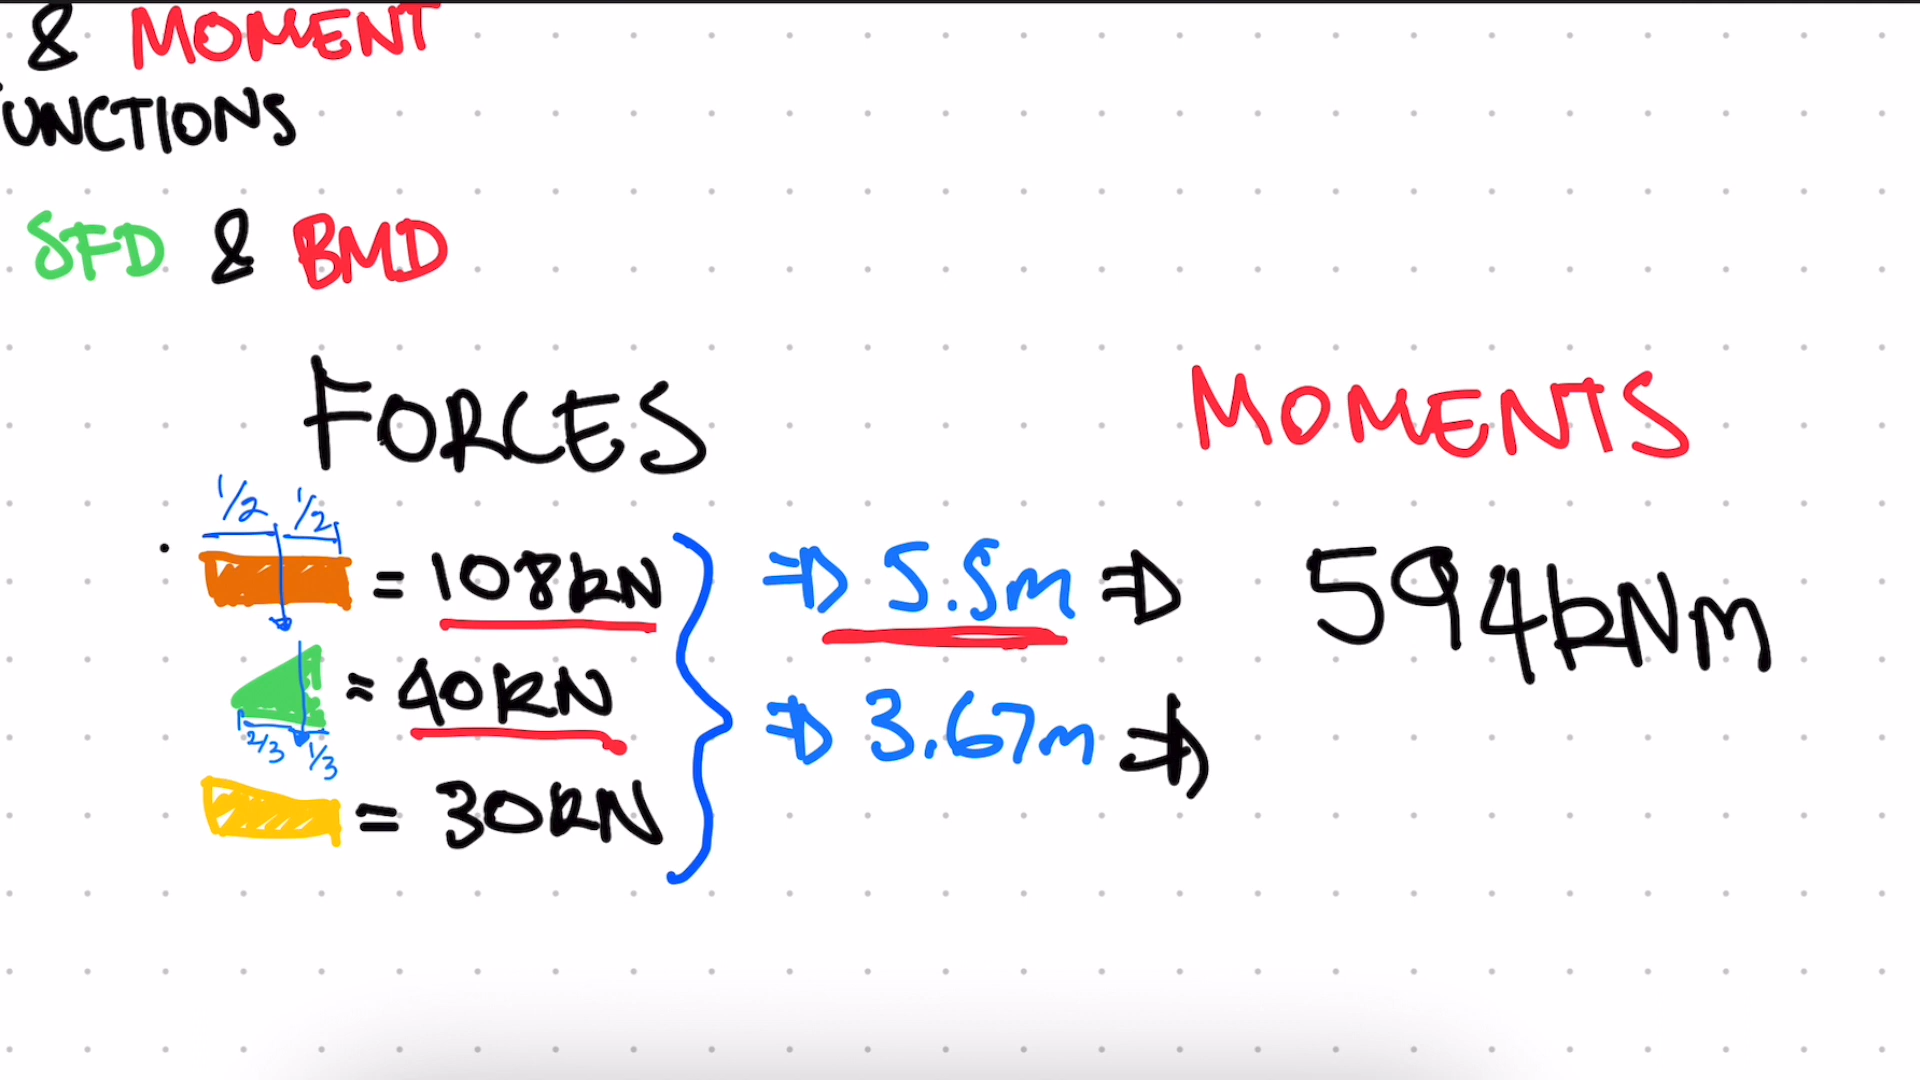 & MOMENT
FUNCTIONS
SFD & BMD
FORCES
MOMENTS
1/2 1/2
= 108kN ⇒ 5.5m ⇒ 594kNm
= 40kN ⇒ 3.67m ⇒
2/3 1/3
= 30kN